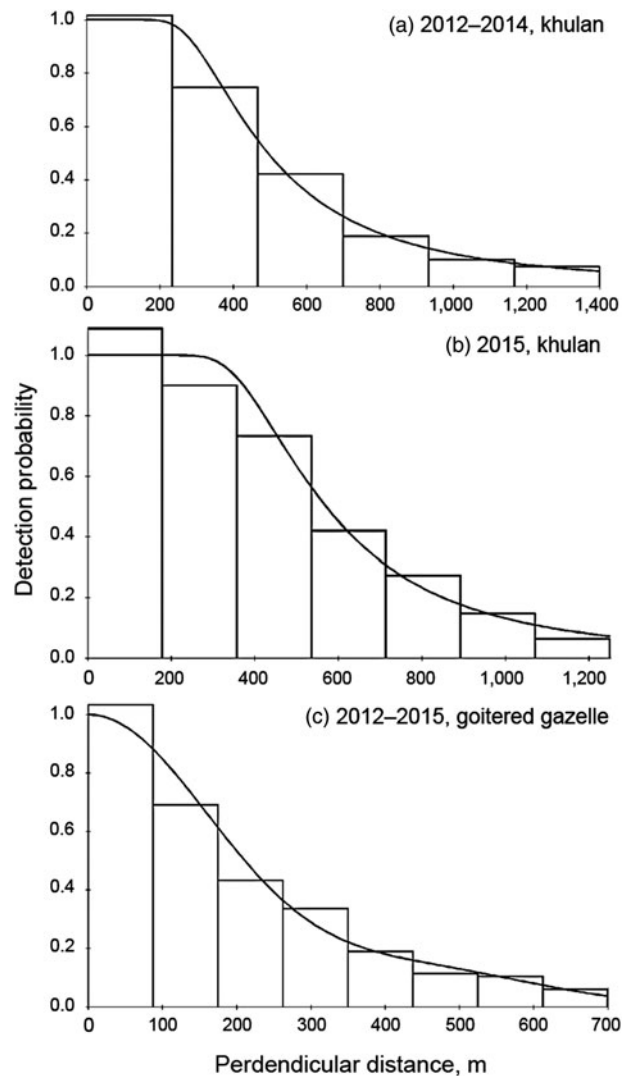 (a) 2012–2014, khulan
1.0
0.8
0.6
0.4
0.2
0.0
0 200 400 600 800 1,000 1,200 1,400
(b) 2015, khulan
1.0
0.8
0.6
0.4
0.2
0.0
0 200 400 600 800 1,000 1,200
Detection probability
(c) 2012–2015, goitered gazelle
1.0
0.8
0.6
0.4
0.2
0.0
0 100 200 300 400 500 600 700
Perdendicular distance, m